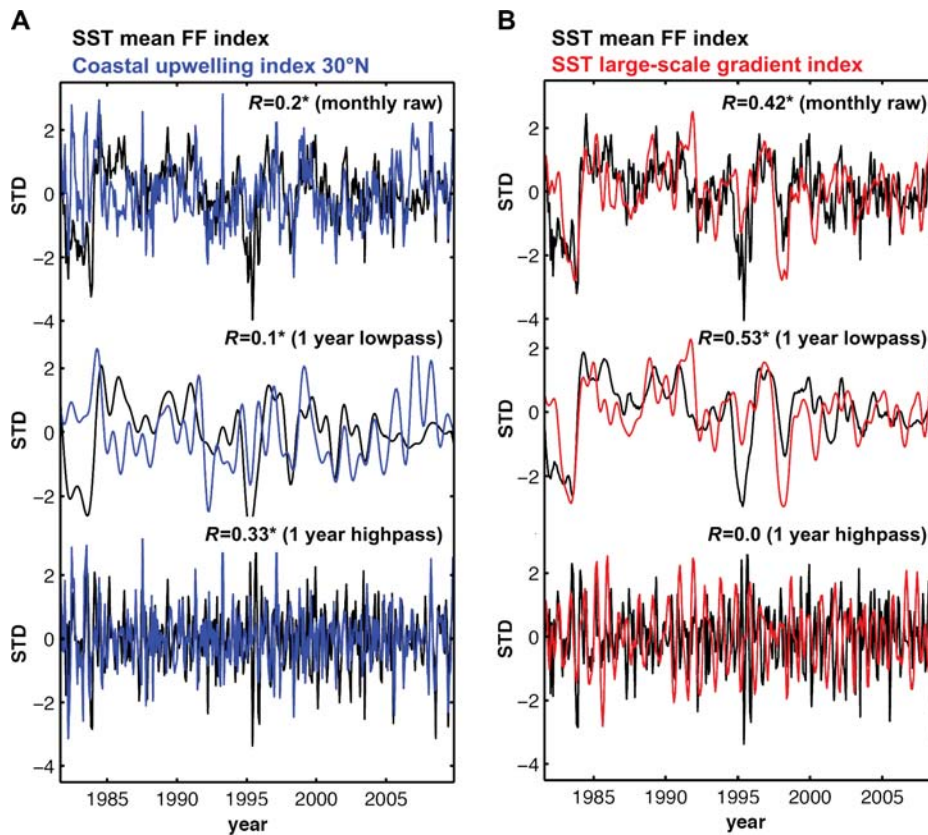 A
SST mean FF index
Coastal upwelling index 30°N
R=0.2* (monthly raw)
2
0
-2
-4
STD
R=0.1* (1 year lowpass)
2
0
-2
STD
R=0.33* (1 year highpass)
2
0
-2
-4
STD
1985 1990 1995 2000 2005
year
B
SST mean FF index
SST large-scale gradient index
R=0.42* (monthly raw)
2
0
-2
-4
STD
R=0.53* (1 year lowpass)
2
0
-2
STD
R=0.0 (1 year highpass)
2
0
-2
-4
STD
1985 1990 1995 2000 2005
year